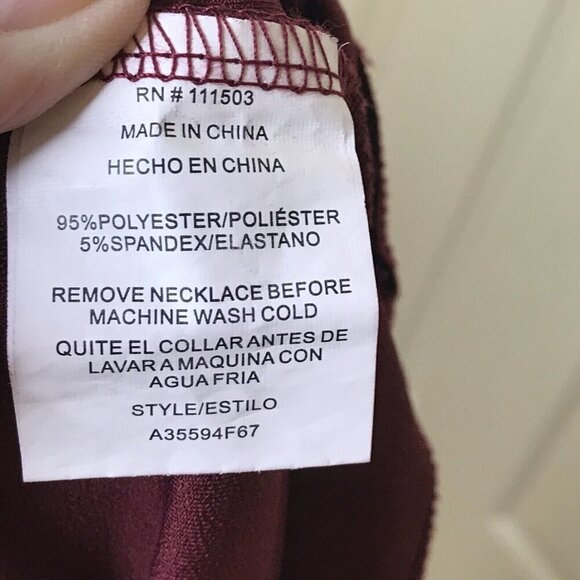 RN # 111503
MADE IN CHINA
HECHO EN CHINA
95%POLYESTER/POLIÉSTER
5%SPANDEX/ELASTANO
REMOVE NECKLACE BEFORE
MACHINE WASH COLD
QUITE EL COLLAR ANTES DE
LAVAR A MAQUINA CON
AGUA FRIA
STYLE/ESTILO
A35594F67